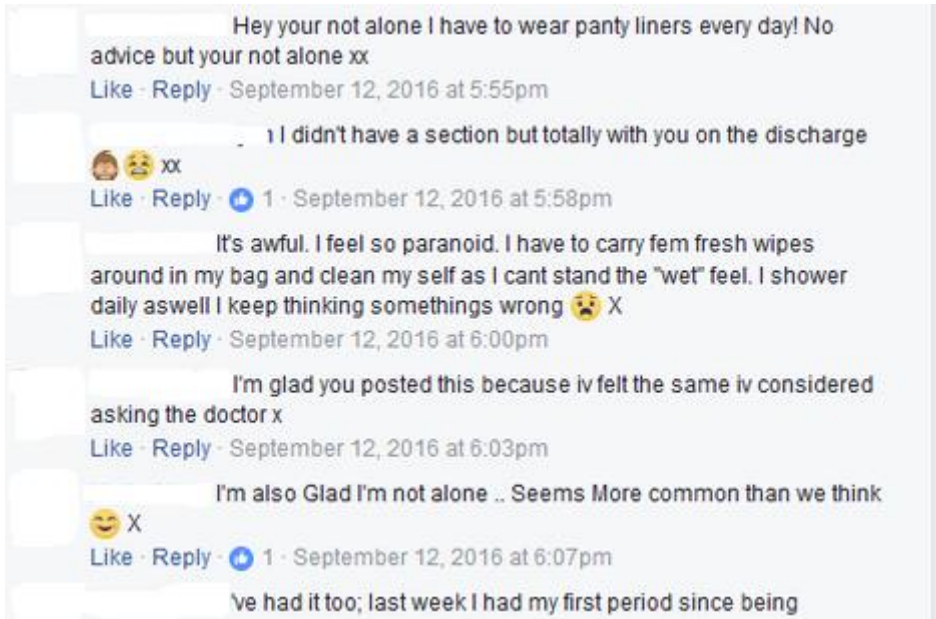 Hey your not alone I have to wear panty liners every day! No
advice but your not alone xx
Like · Reply · September 12, 2016 at 5:55pm
I didn't have a section but totally with you on the discharge
xx
Like · Reply · 1 · September 12, 2016 at 5:58pm
It's awful. I feel so paranoid. I have to carry fem fresh wipes
around in my bag and clean my self as I cant stand the "wet" feel. I shower
daily aswell I keep thinking somethings wrong X
Like · Reply · September 12, 2016 at 6:00pm
I'm glad you posted this because iv felt the same iv considered
asking the doctor x
Like · Reply · September 12, 2016 at 6:03pm
I'm also Glad I'm not alone .. Seems More common than we think
X
Like · Reply · 1 · September 12, 2016 at 6:07pm
've had it too; last week I had my first period since being